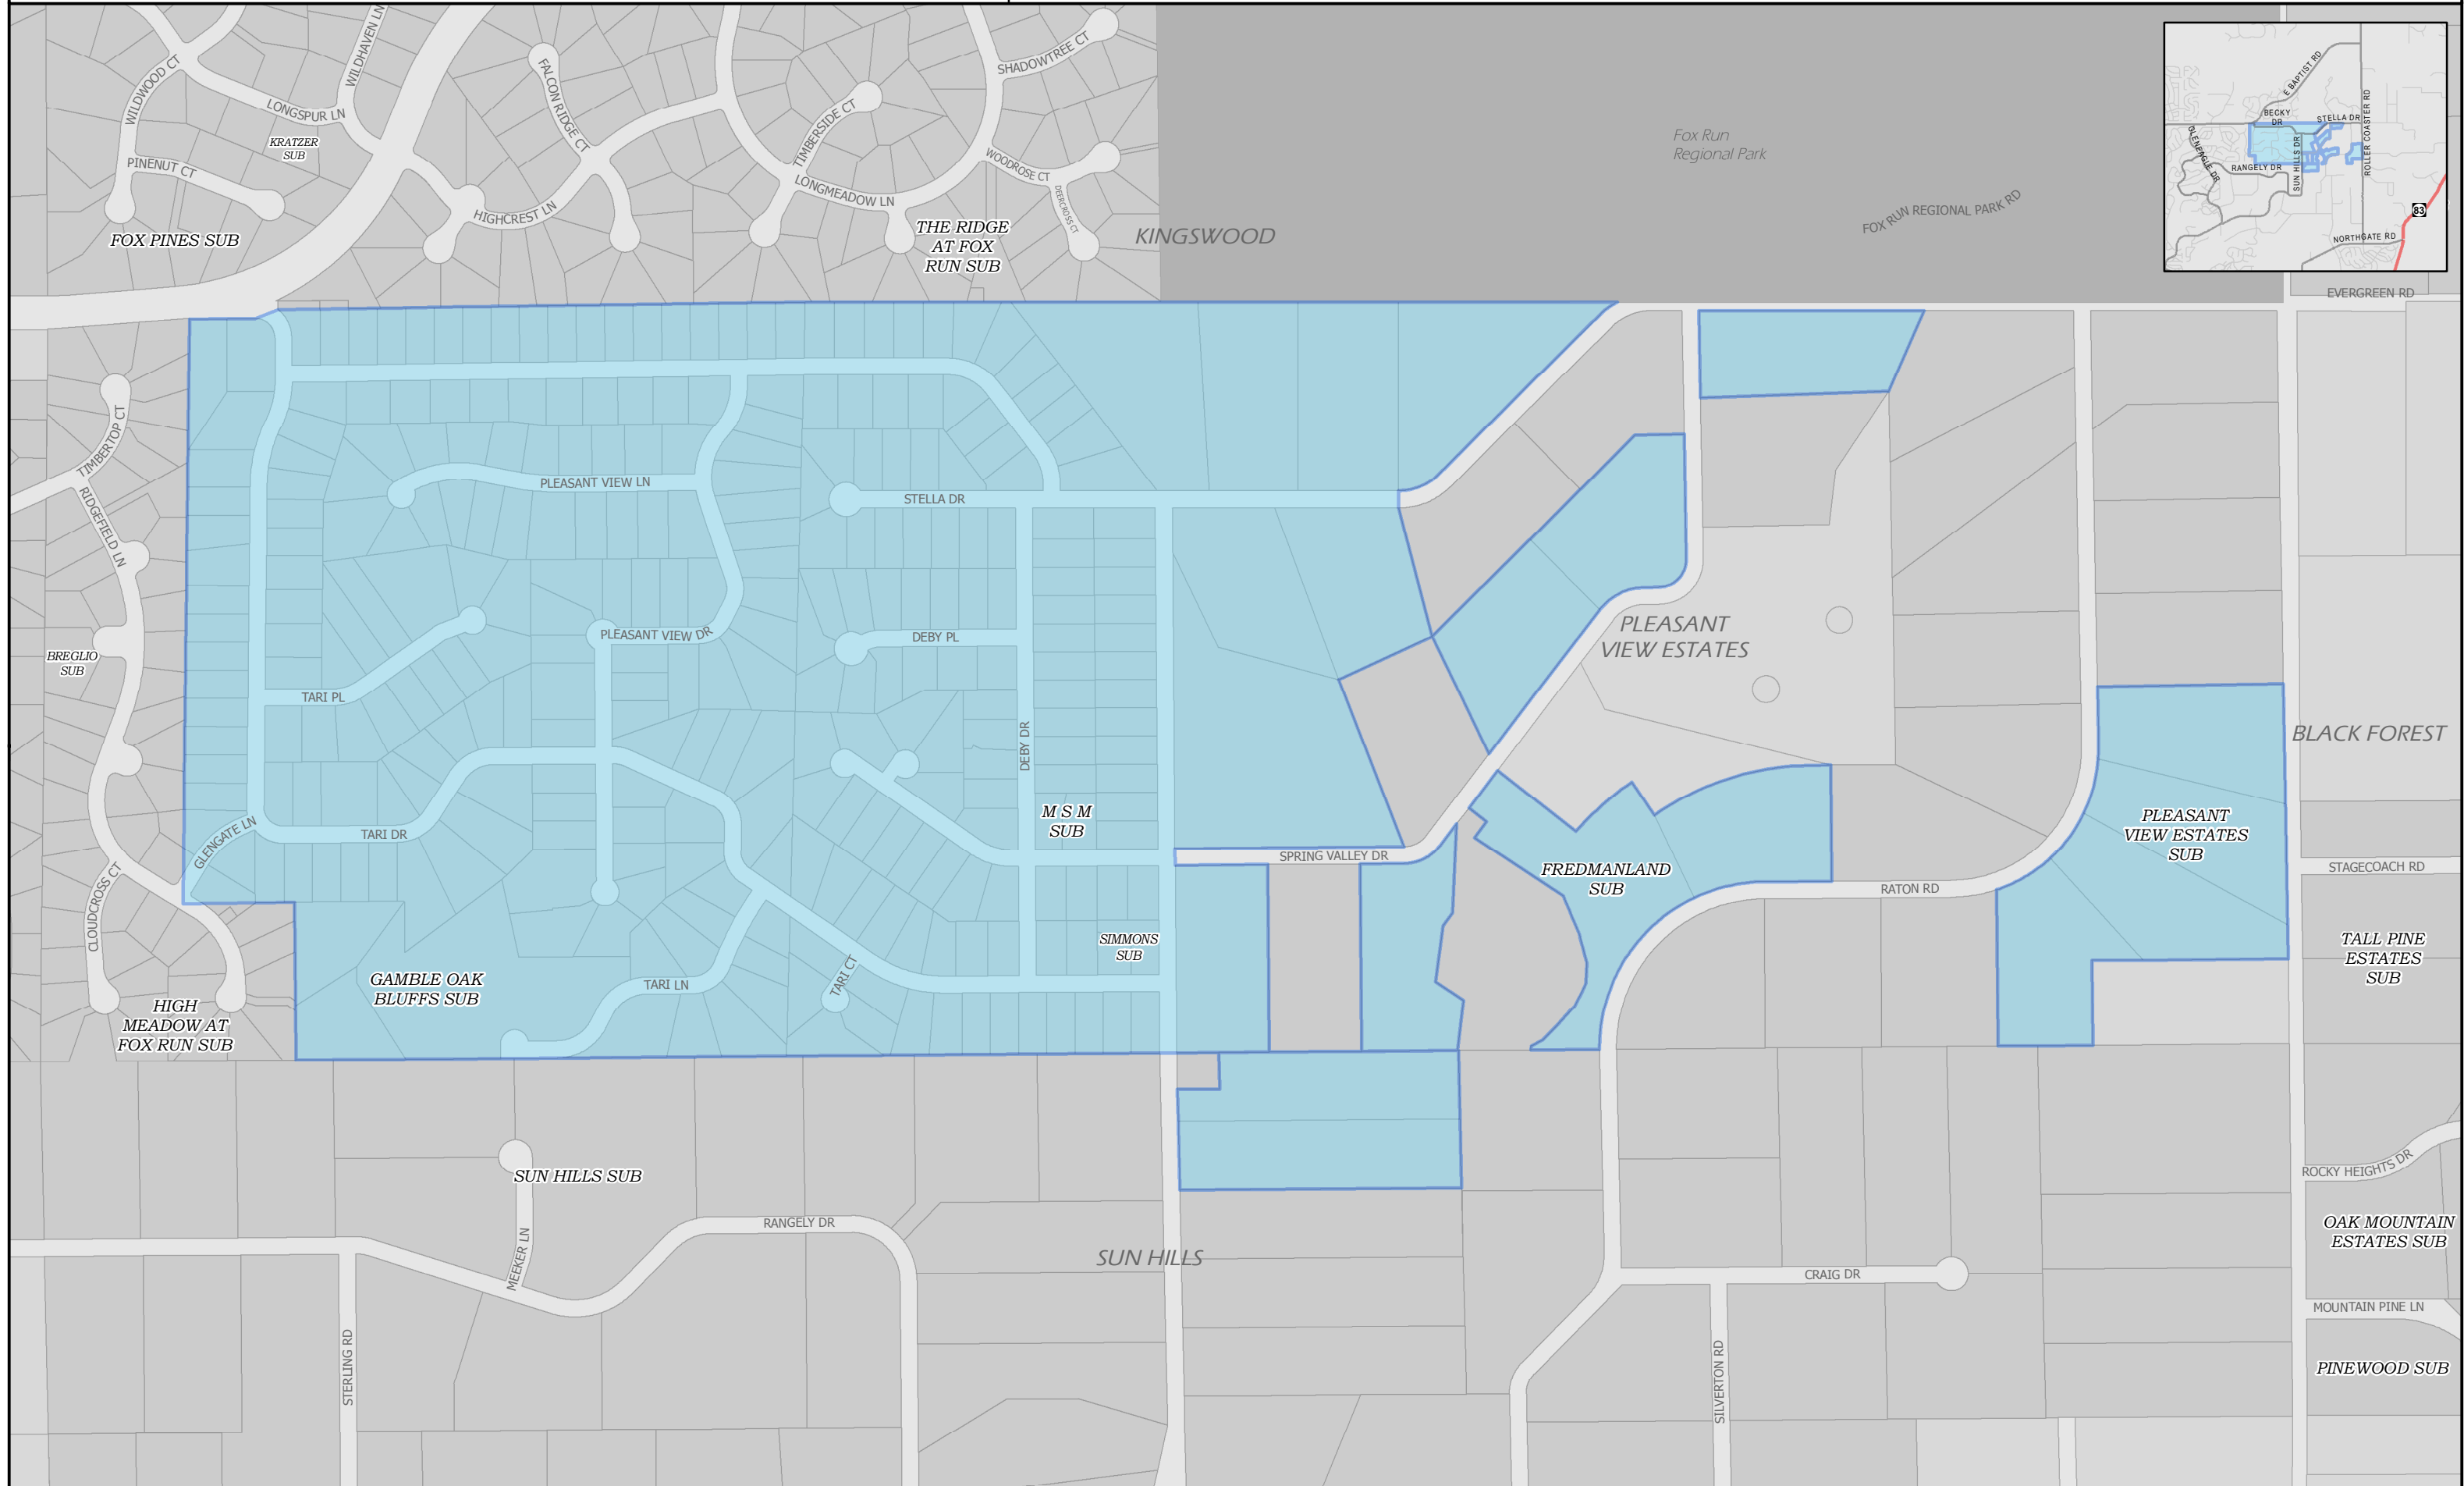 WILDHAVEN LN
WILDWOOD CT
LONGSPUR LN
KRATZER
SUB
PINENUT CT
FOX PINES SUB
FALCON RIDGE CT
HIGHCREST LN
TIMBERSIDE CT
LONGMEADOW LN
SHADOWTREE CT
WOODROSE CT
DEERCROSS CT
THE RIDGE
AT FOX
RUN SUB
KINGSWOOD
Fox Run
Regional Park
FOX RUN REGIONAL PARK RD
E BAPTIST RD
BECKY
DR
STELLA DR
ROLLER COASTER RD
GLENEAGLE DR
RANGELY DR
SUN HILLS DR
83
NORTHGATE RD
EVERGREEN RD
TIMBERTOP CT
RIDGEFIELD LN
BREGLIO
SUB
PLEASANT VIEW LN
STELLA DR
PLEASANT VIEW DR
DEBY PL
TARI PL
DEBY DR
PLEASANT
VIEW ESTATES
BLACK FOREST
GLENGATE LN
TARI DR
M S M
SUB
SPRING VALLEY DR
FREDMANLAND
SUB
RATON RD
PLEASANT
VIEW ESTATES
SUB
STAGECOACH RD
CLOUDCROSS CT
HIGH
MEADOW AT
FOX RUN SUB
GAMBLE OAK
BLUFFS SUB
TARI LN
TARI CT
SIMMONS
SUB
TALL PINE
ESTATES
SUB
SUN HILLS SUB
MEEKER LN
RANGELY DR
SUN HILLS
STERLING RD
CRAIG DR
SILVERTON RD
ROCKY HEIGHTS DR
OAK MOUNTAIN
ESTATES SUB
MOUNTAIN PINE LN
PINEWOOD SUB